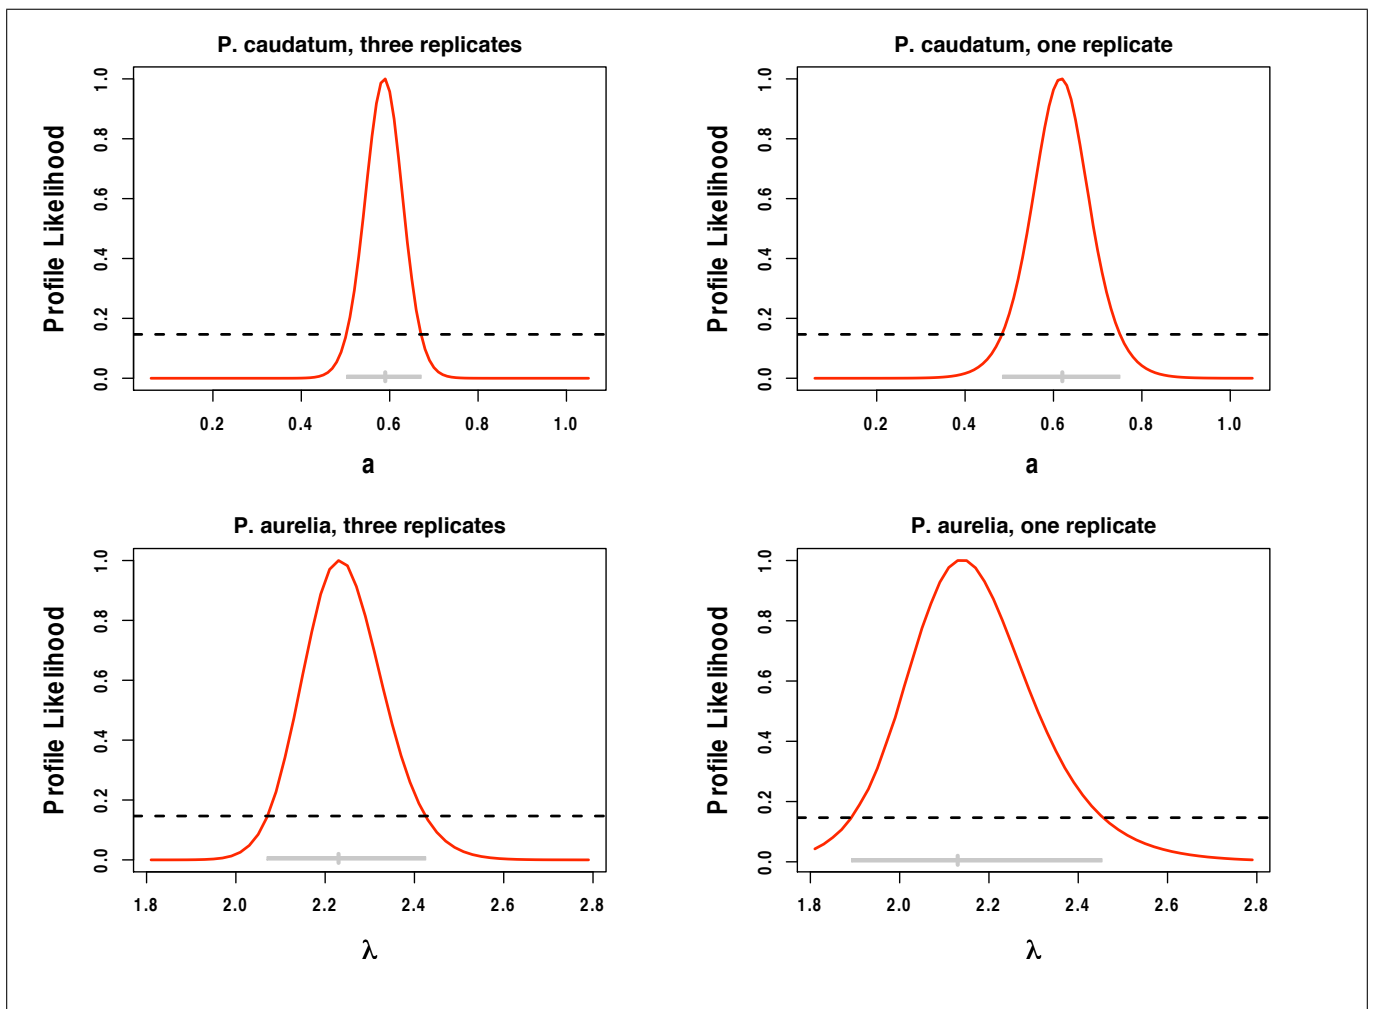 P. caudatum, three replicates
Profile Likelihood
0.0 0.2 0.4 0.6 0.8 1.0
0.2 0.4 0.6 0.8 1.0
a
P. caudatum, one replicate
Profile Likelihood
0.0 0.2 0.4 0.6 0.8 1.0
0.2 0.4 0.6 0.8 1.0
a
P. aurelia, three replicates
Profile Likelihood
0.0 0.2 0.4 0.6 0.8 1.0
1.8 2.0 2.2 2.4 2.6 2.8
λ
P. aurelia, one replicate
Profile Likelihood
0.0 0.2 0.4 0.6 0.8 1.0
1.8 2.0 2.2 2.4 2.6 2.8
λ